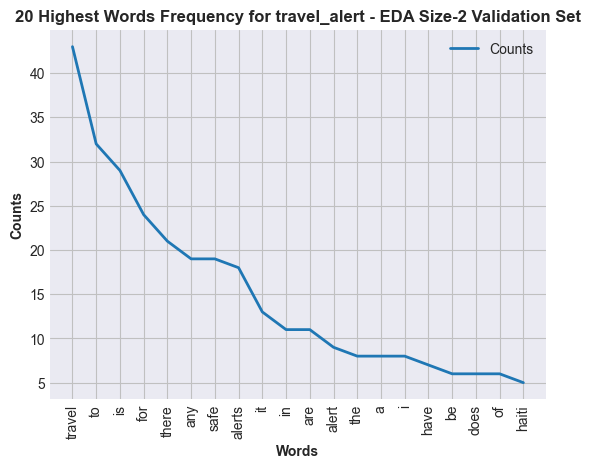 20 Highest Words Frequency for travel_alert - EDA Size-2 Validation Set
Counts
Counts
40
35
30
25
20
15
10
5
travel
to
is
for
there
any
safe
alerts
it
in
are
alert
the
a
i
have
be
does
of
haiti
Words